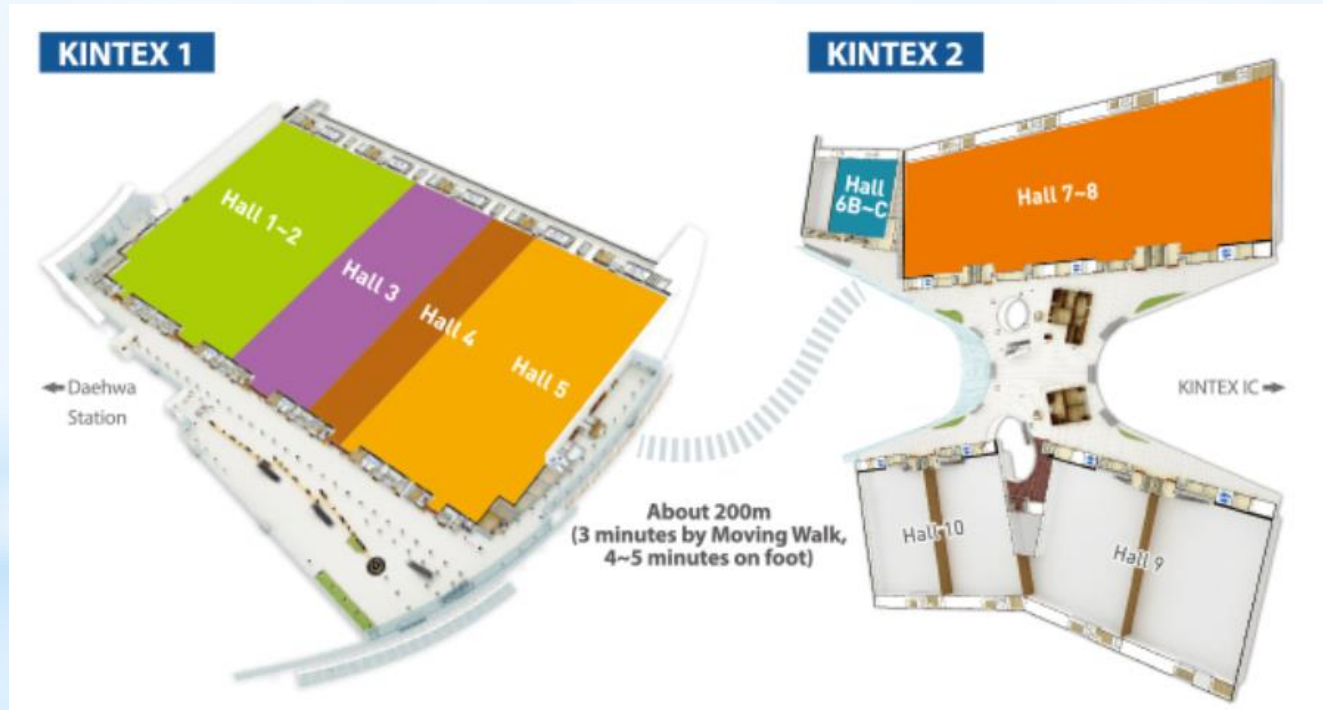 KINTEX 1
Hall 1~2
Hall 3
Hall 4
Hall 5
Daehwa
Station
About 200m
(3 minutes by Moving Walk,
4~5 minutes on foot)
KINTEX 2
Hall
6B~C
Hall 7~8
KINTEX IC
Hall 10
Hall 9